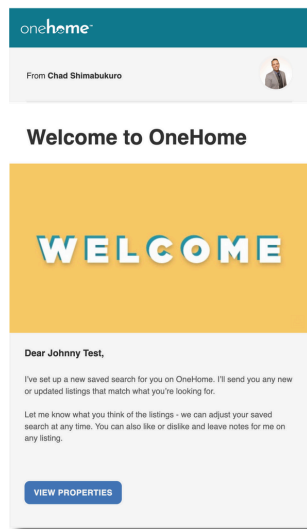 onehome™
From Chad Shimabukuro
Welcome to OneHome
WELCOME
Dear Johnny Test,
I've set up a new saved search for you on OneHome. I'll send you any new
or updated listings that match what you're looking for.
Let me know what you think of the listings - we can adjust your saved
search at any time. You can also like or dislike and leave notes for me on
any listing.
VIEW PROPERTIES